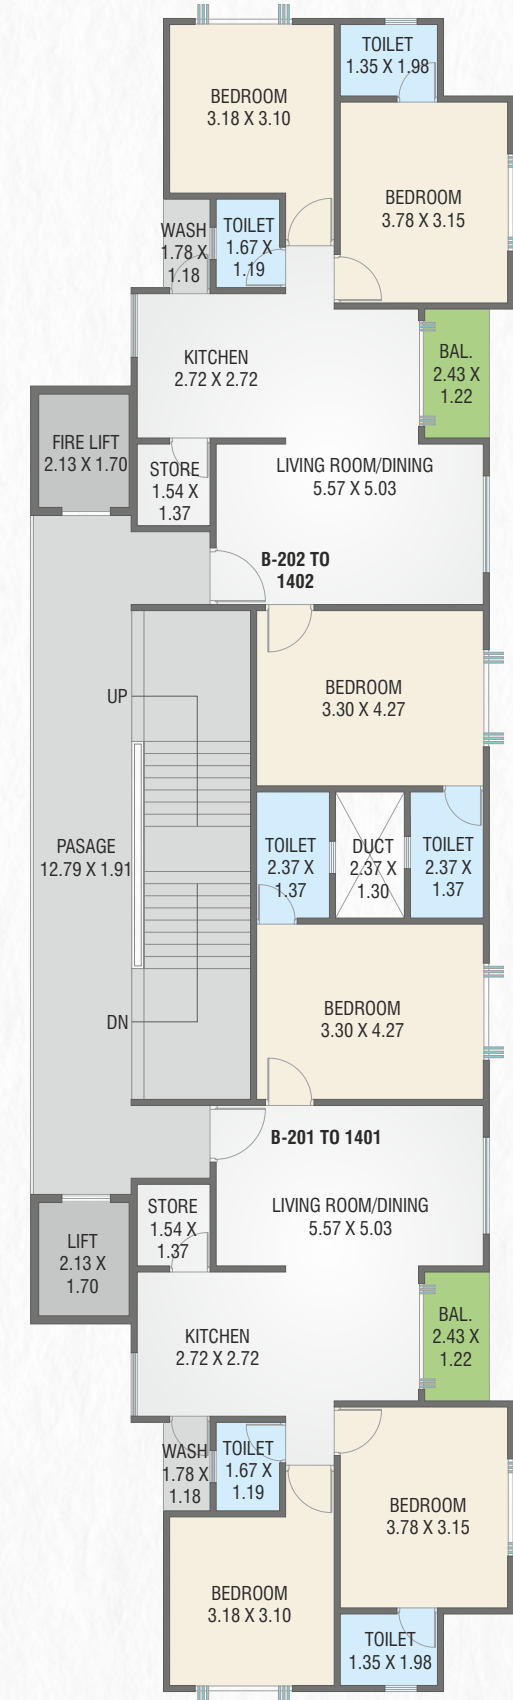 TOILET
1.35 X 1.98
BEDROOM
3.18 X 3.10
BEDROOM
3.78 X 3.15
WASH
1.78 X
1.18
TOILET
1.67 X
1.19
KITCHEN
2.72 X 2.72
BAL.
2.43 X
1.22
FIRE LIFT
2.13 X 1.70
STORE
1.54 X
1.37
LIVING ROOM/DINING
5.57 X 5.03
B-202 TO
1402
UP
BEDROOM
3.30 X 4.27
PASAGE
12.79 X 1.91
TOILET
2.37 X
1.37
DUCT
2.37 X
1.30
TOILET
2.37 X
1.37
DN
BEDROOM
3.30 X 4.27
B-201 TO 1401
STORE
1.54 X
1.37
LIVING ROOM/DINING
5.57 X 5.03
LIFT
2.13 X
1.70
KITCHEN
2.72 X 2.72
BAL.
2.43 X
1.22
WASH
1.78 X
1.18
TOILET
1.67 X
1.19
BEDROOM
3.78 X 3.15
BEDROOM
3.18 X 3.10
TOILET
1.35 X 1.98